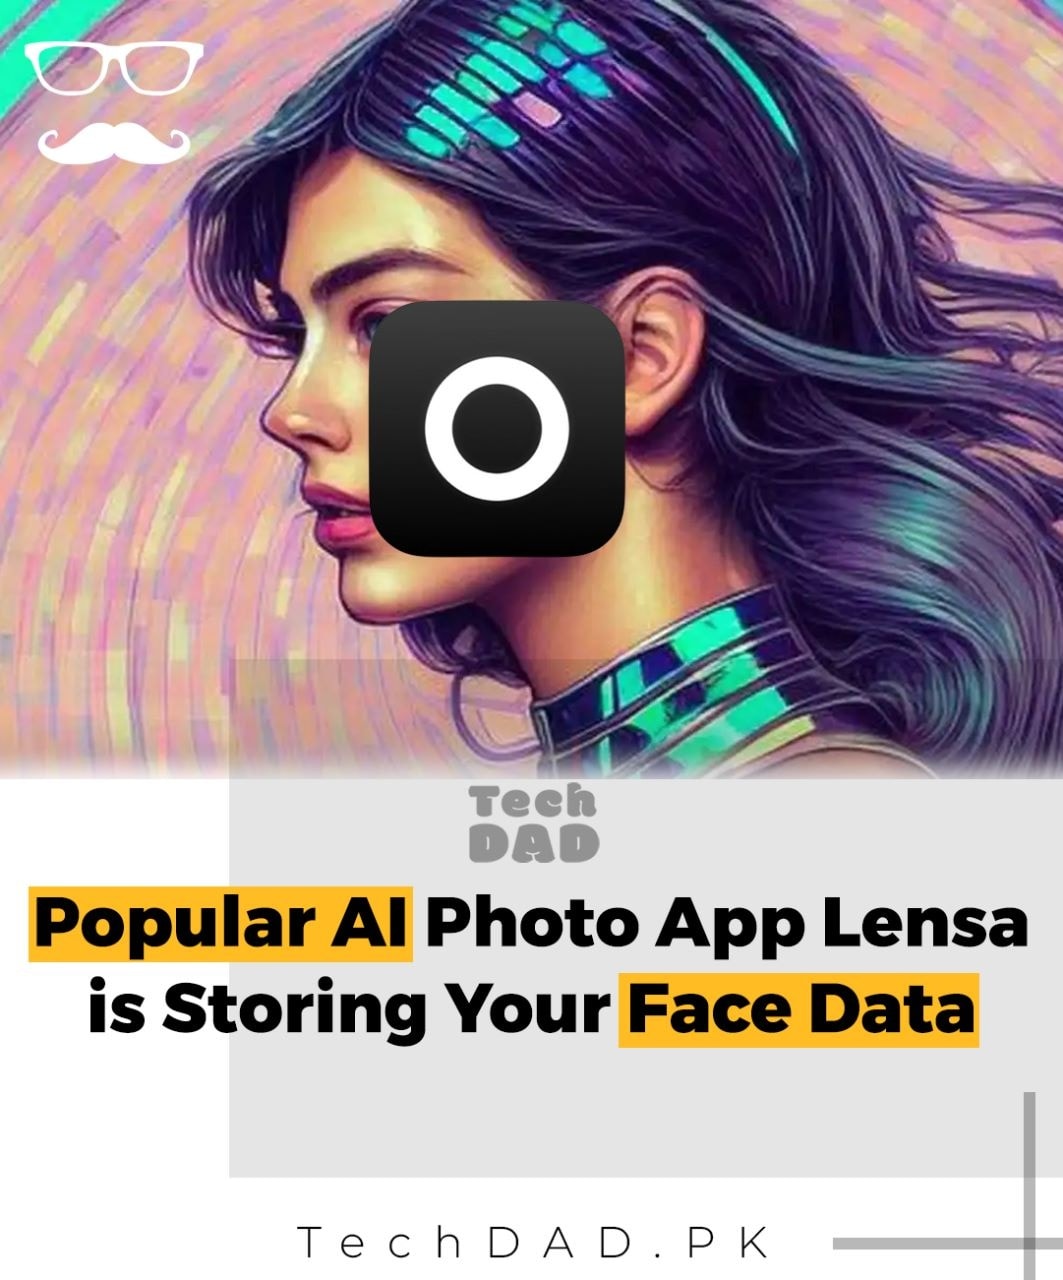 Tech
DAD
Popular AI Photo App Lensa
is Storing Your Face Data
TechDAD.PK